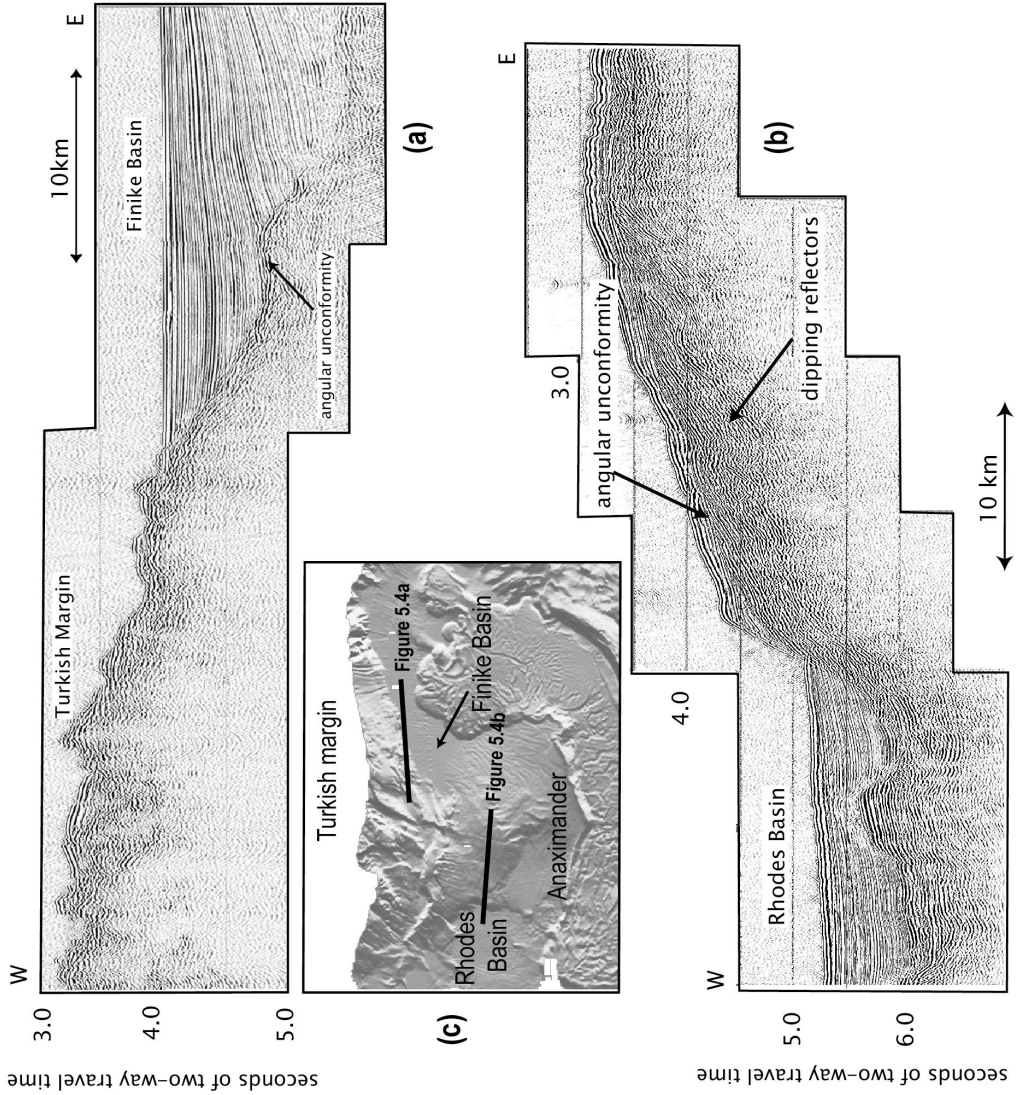 seconds of two-way travel time
3.0
4.0
5.0
W
E
Turkish Margin
Finike Basin
10km
angular unconformity
(a)
(c)
Turkish margin
Figure 5.4a
Finike Basin
Figure 5.4b
Rhodes
Basin
Anaximander
seconds of two-way travel time
3.0
4.0
5.0
6.0
W
E
Rhodes Basin
angular unconformity
dipping reflectors
10 km
(b)